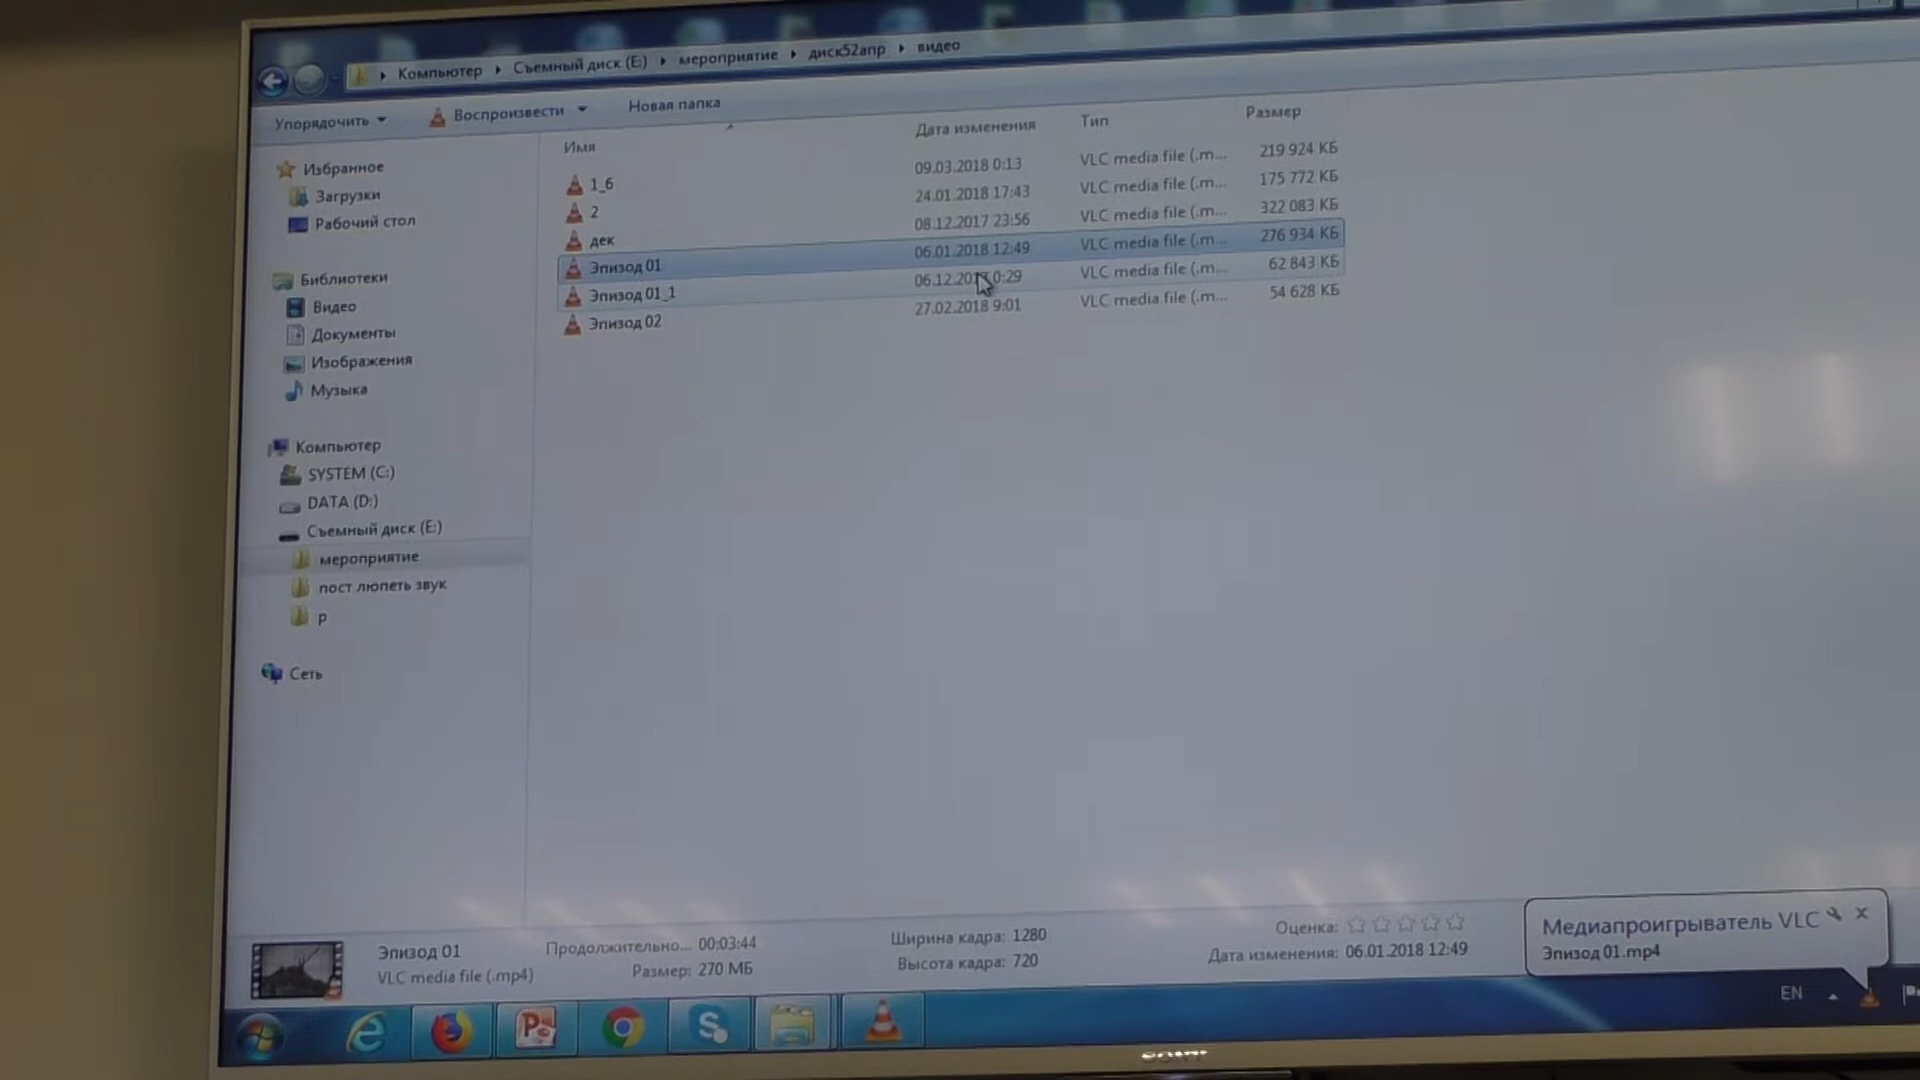 Компьютер ▸ Съемный диск (E:) ▸ мероприятие ▸ диск52апр ▸ видео
Упорядочить Воспроизвести Новая папка
Имя Дата изменения Тип Размер
1_6 09.03.2018 0:13 VLC media file (.m... 219 924 КБ
2 24.01.2018 17:43 VLC media file (.m... 175 772 КБ
дек 08.12.2017 23:56 VLC media file (.m... 322 083 КБ
Эпизод 01 06.01.2018 12:49 VLC media file (.m... 276 934 КБ
Эпизод 01_1 06.12.2017 0:29 VLC media file (.m... 62 843 КБ
Эпизод 02 27.02.2018 9:01 VLC media file (.m... 54 628 КБ
Избранное
Загрузки
Рабочий стол
Библиотеки
Видео
Документы
Изображения
Музыка
Компьютер
SYSTEM (C:)
DATA (D:)
Съемный диск (E:)
мероприятие
пост люпеть звук
р
Сеть
Эпизод 01 Продолжительно... 00:03:44 Ширина кадра: 1280 Оценка:
VLC media file (.mp4) Размер: 270 МБ Высота кадра: 720 Дата изменения: 06.01.2018 12:49
Медиапроигрыватель VLC
Эпизод 01.mp4
EN
SONY